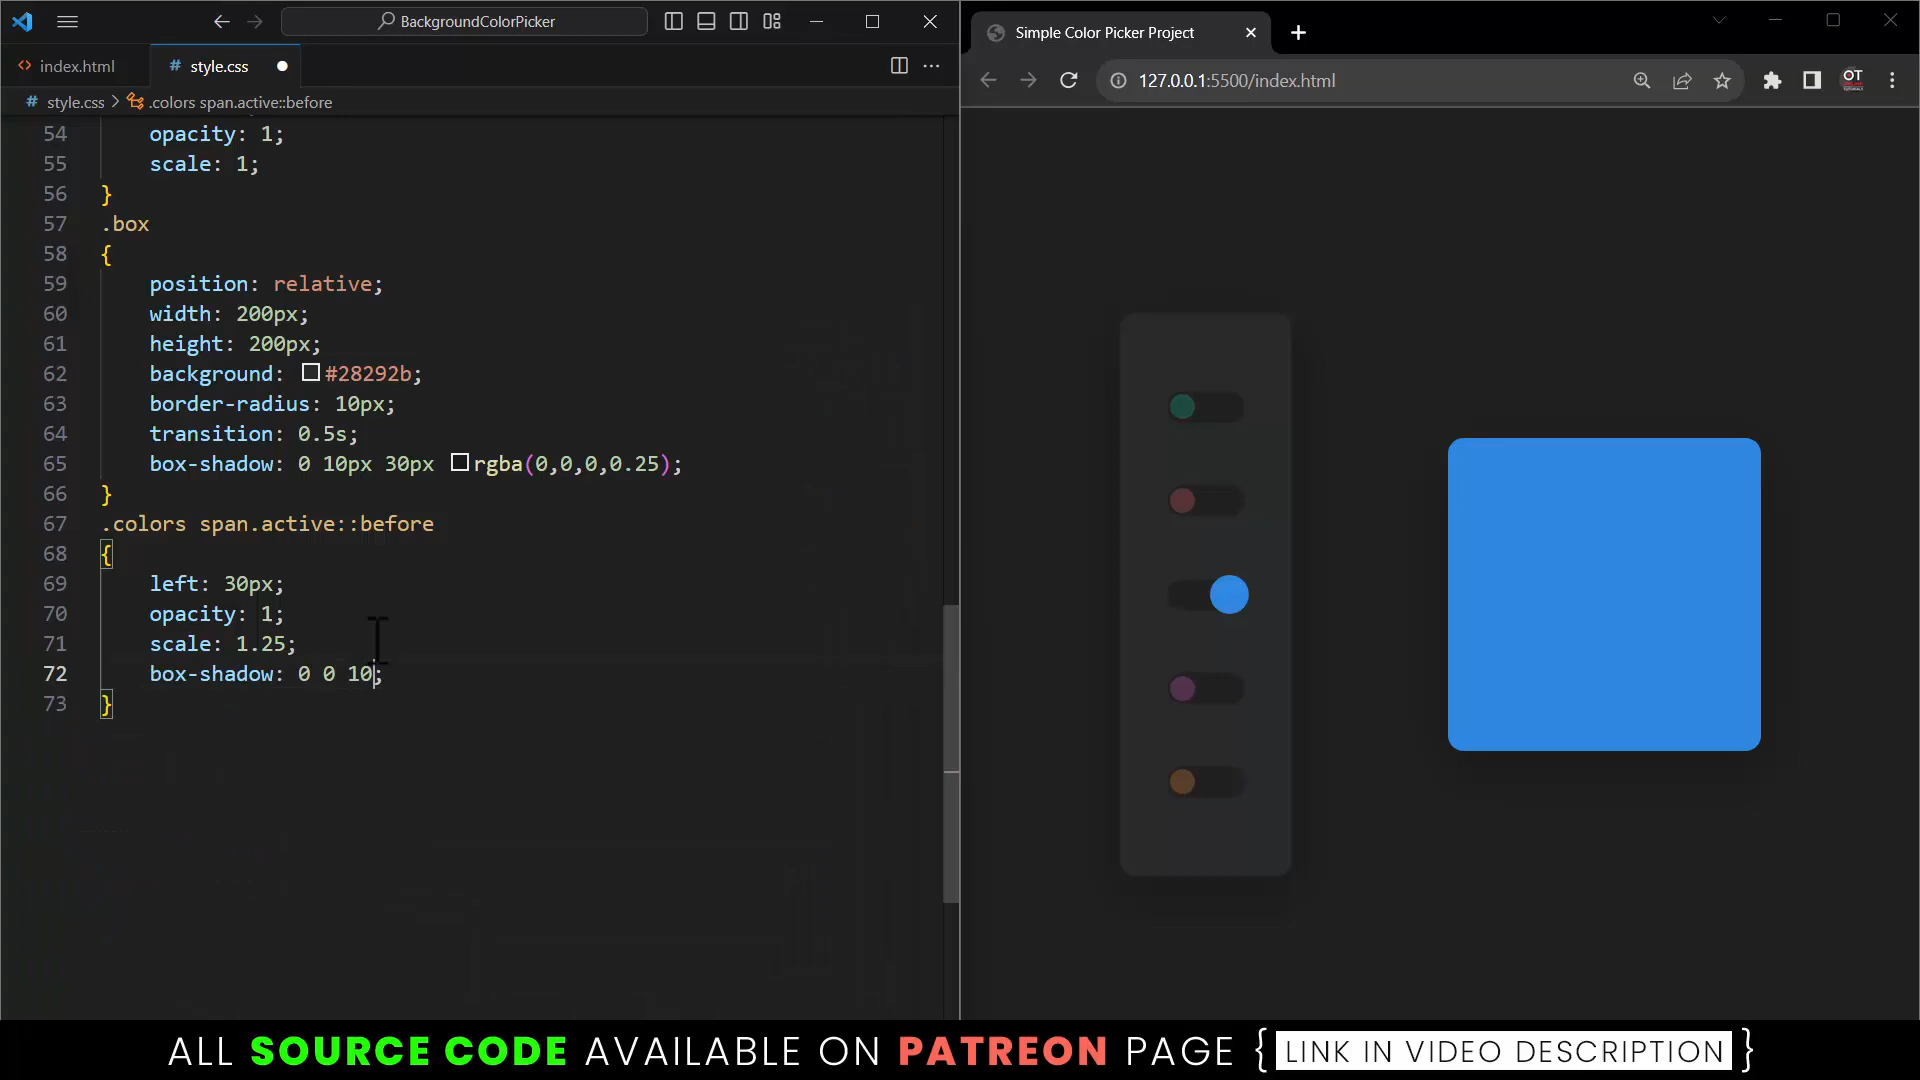 BackgroundColorPicker
index.html
# style.css
# style.css > .colors span.active::before
54 opacity: 1;
55 scale: 1;
56 }
57 .box
58 {
59 position: relative;
60 width: 200px;
61 height: 200px;
62 background: #28292b;
63 border-radius: 10px;
64 transition: 0.5s;
65 box-shadow: 0 10px 30px rgba(0,0,0,0.25);
66 }
67 .colors span.active::before
68 {
69 left: 30px;
70 opacity: 1;
71 scale: 1.25;
72 box-shadow: 0 0 10;
73 }
Simple Color Picker Project
127.0.0.1:5500/index.html
OT
ALL SOURCE CODE AVAILABLE ON PATREON PAGE { LINK IN VIDEO DESCRIPTION }